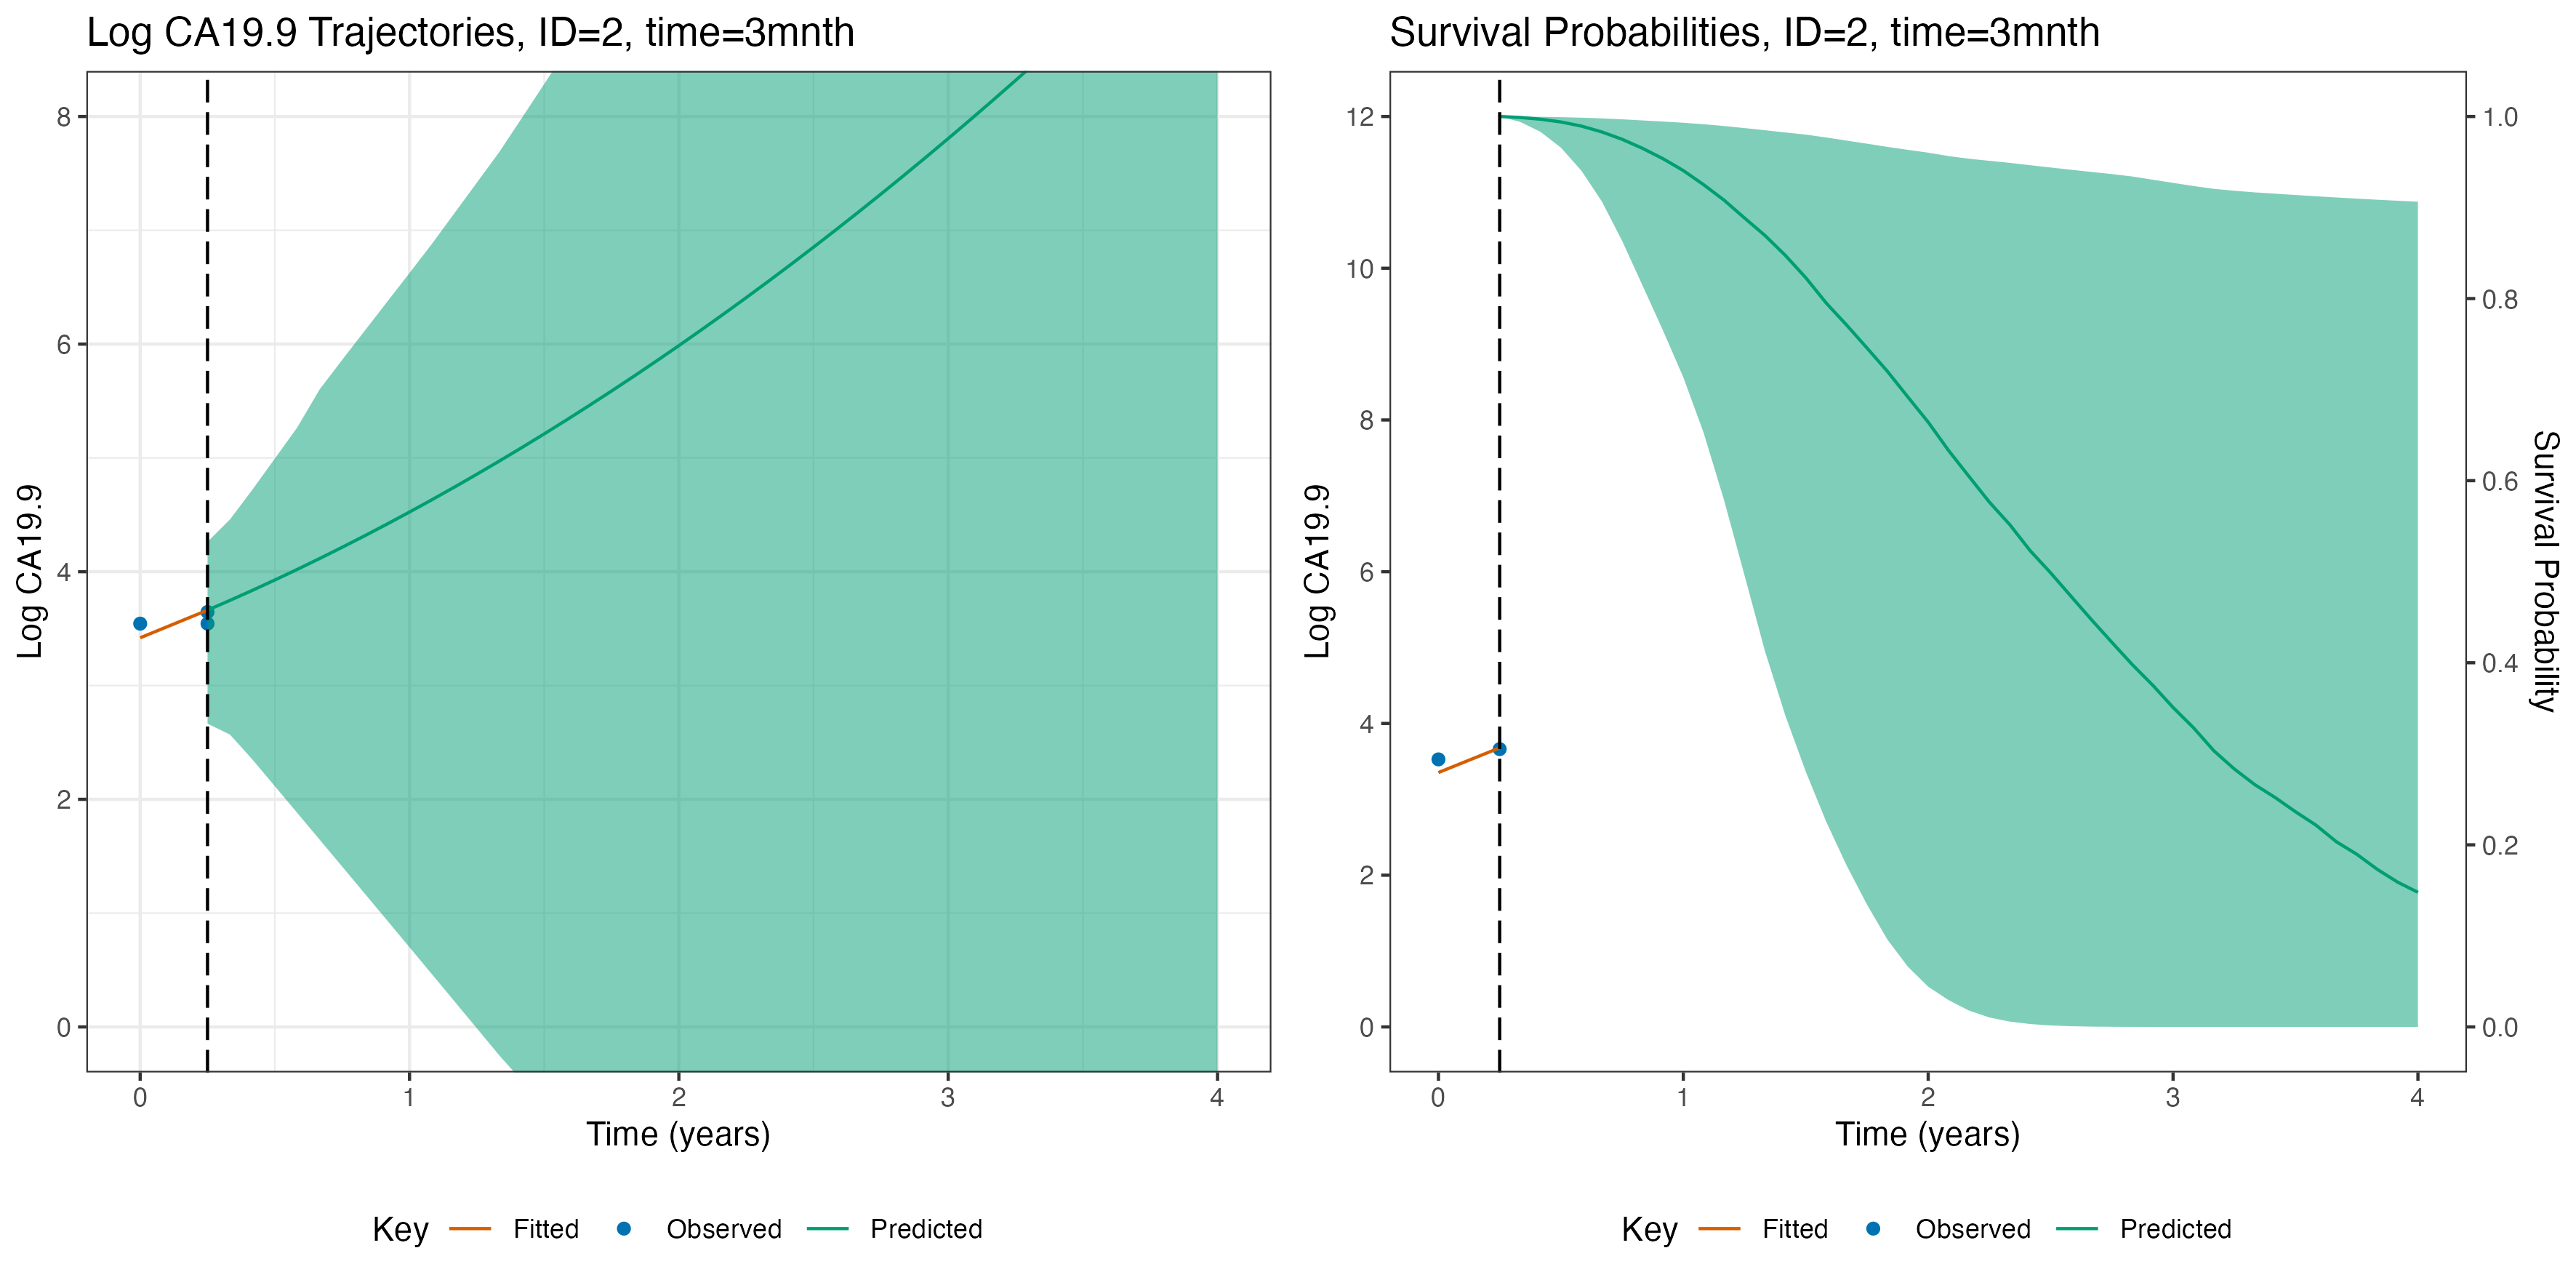 Log CA19.9 Trajectories, ID=2, time=3mnth
Log CA19.9
8
6
4
2
0
0 1 2 3 4
Time (years)
Key Fitted Observed Predicted
Survival Probabilities, ID=2, time=3mnth
Log CA19.9
12
10
8
6
4
2
0
1.0
0.8
0.6
0.4
0.2
0.0
Survival Probability
0 1 2 3 4
Time (years)
Key Fitted Observed Predicted